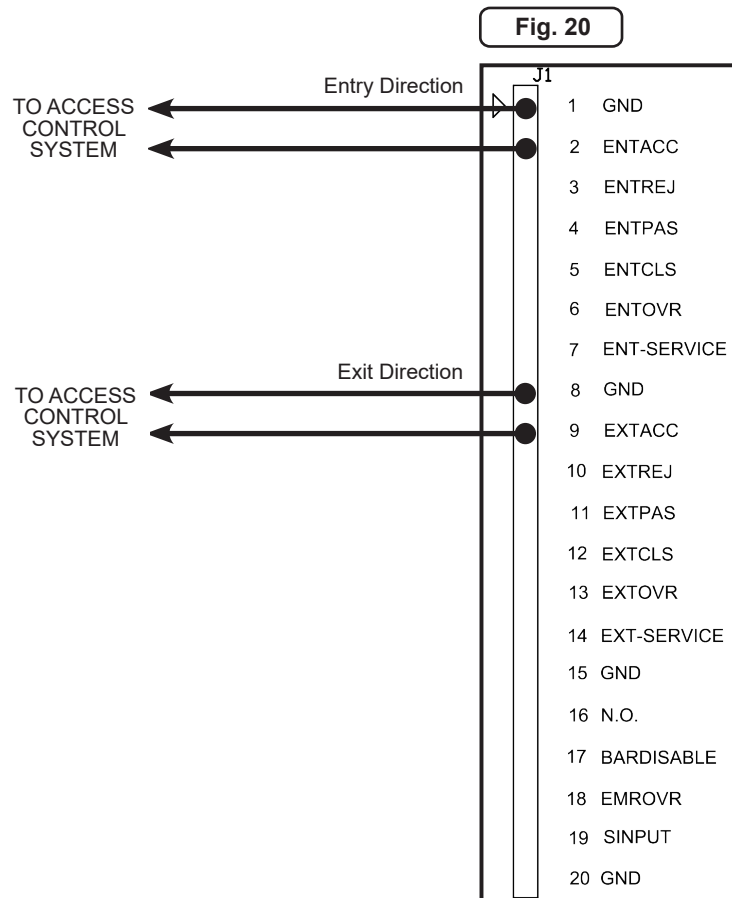 Fig. 20
J1
Entry Direction
TO ACCESS
CONTROL
SYSTEM
1 GND
2 ENTACC
3 ENTREJ
4 ENTPAS
5 ENTCLS
6 ENTOVR
7 ENT-SERVICE
Exit Direction
TO ACCESS
CONTROL
SYSTEM
8 GND
9 EXTACC
10 EXTREJ
11 EXTPAS
12 EXTCLS
13 EXTOVR
14 EXT-SERVICE
15 GND
16 N.O.
17 BARDISABLE
18 EMROVR
19 SINPUT
20 GND